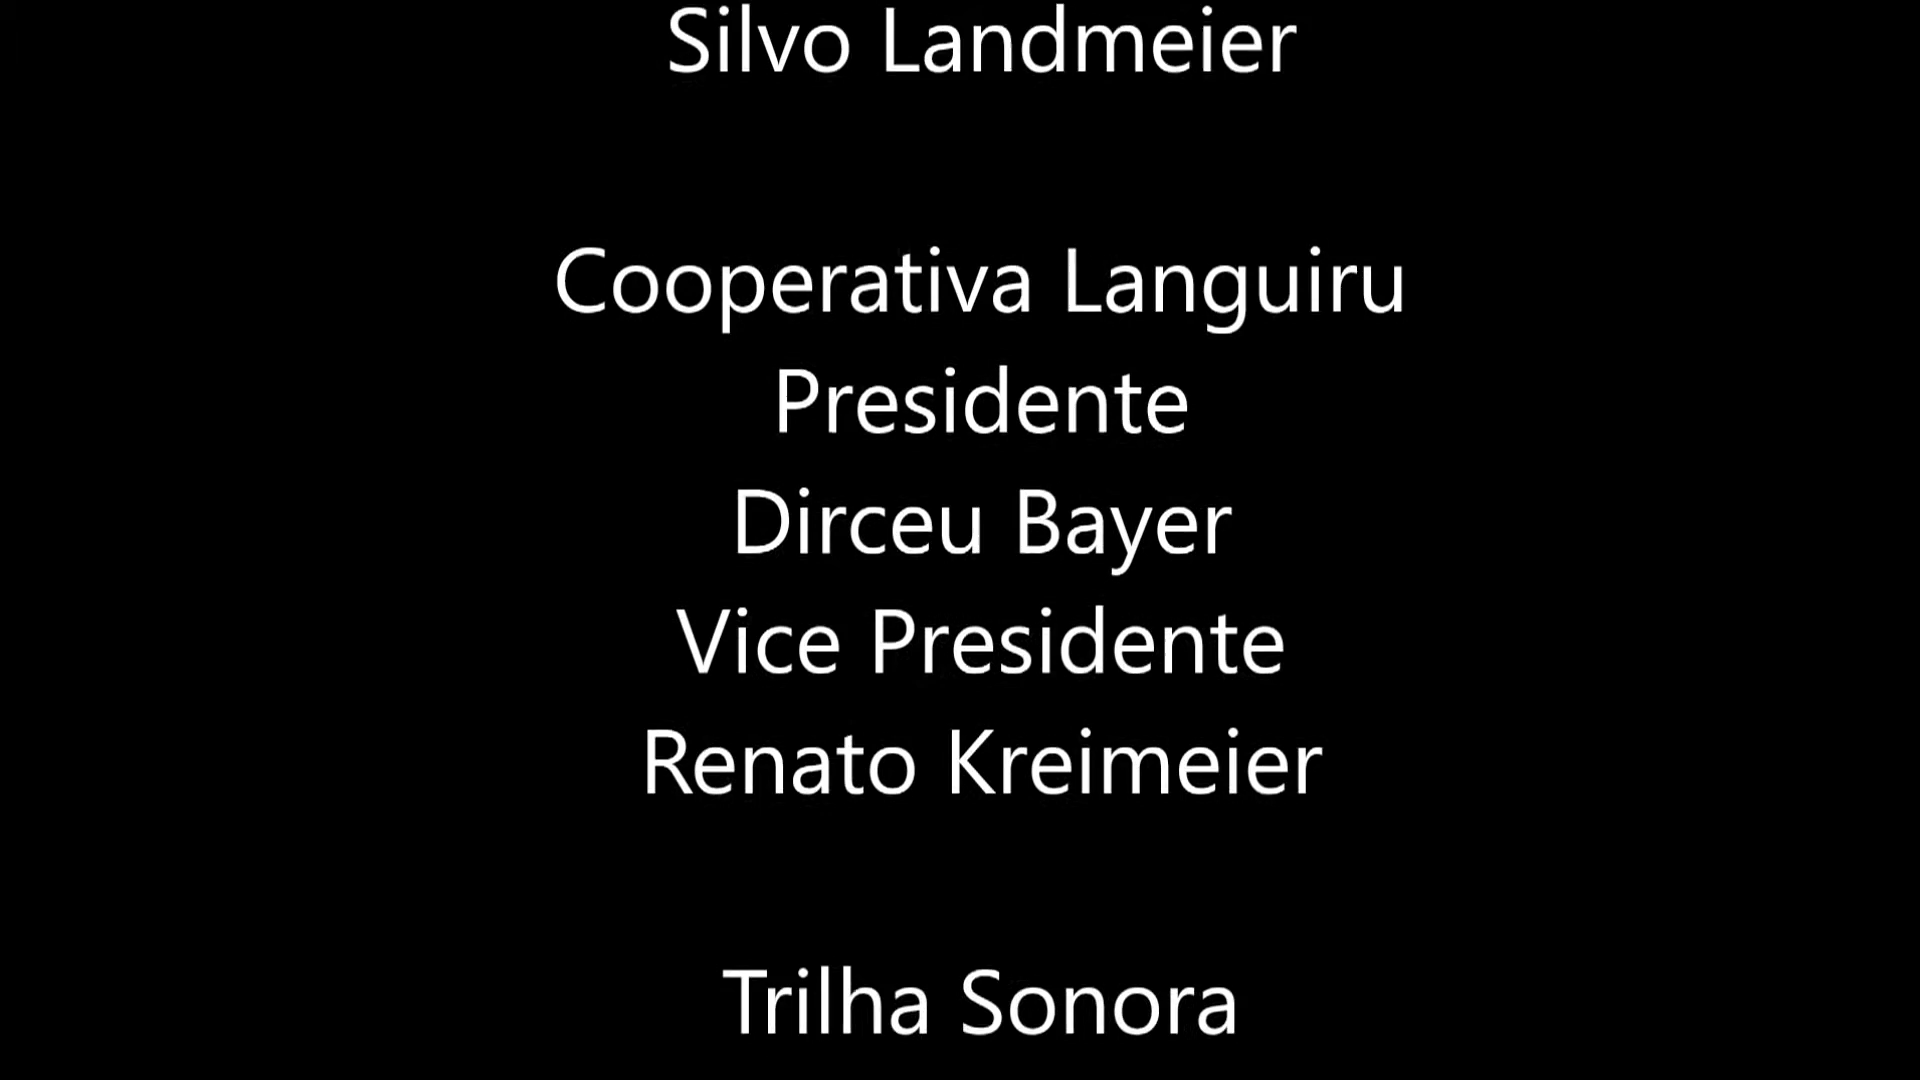 Silvo Landmeier
Cooperativa Languiru
Presidente
Dirceu Bayer
Vice Presidente
Renato Kreimeier
Trilha Sonora